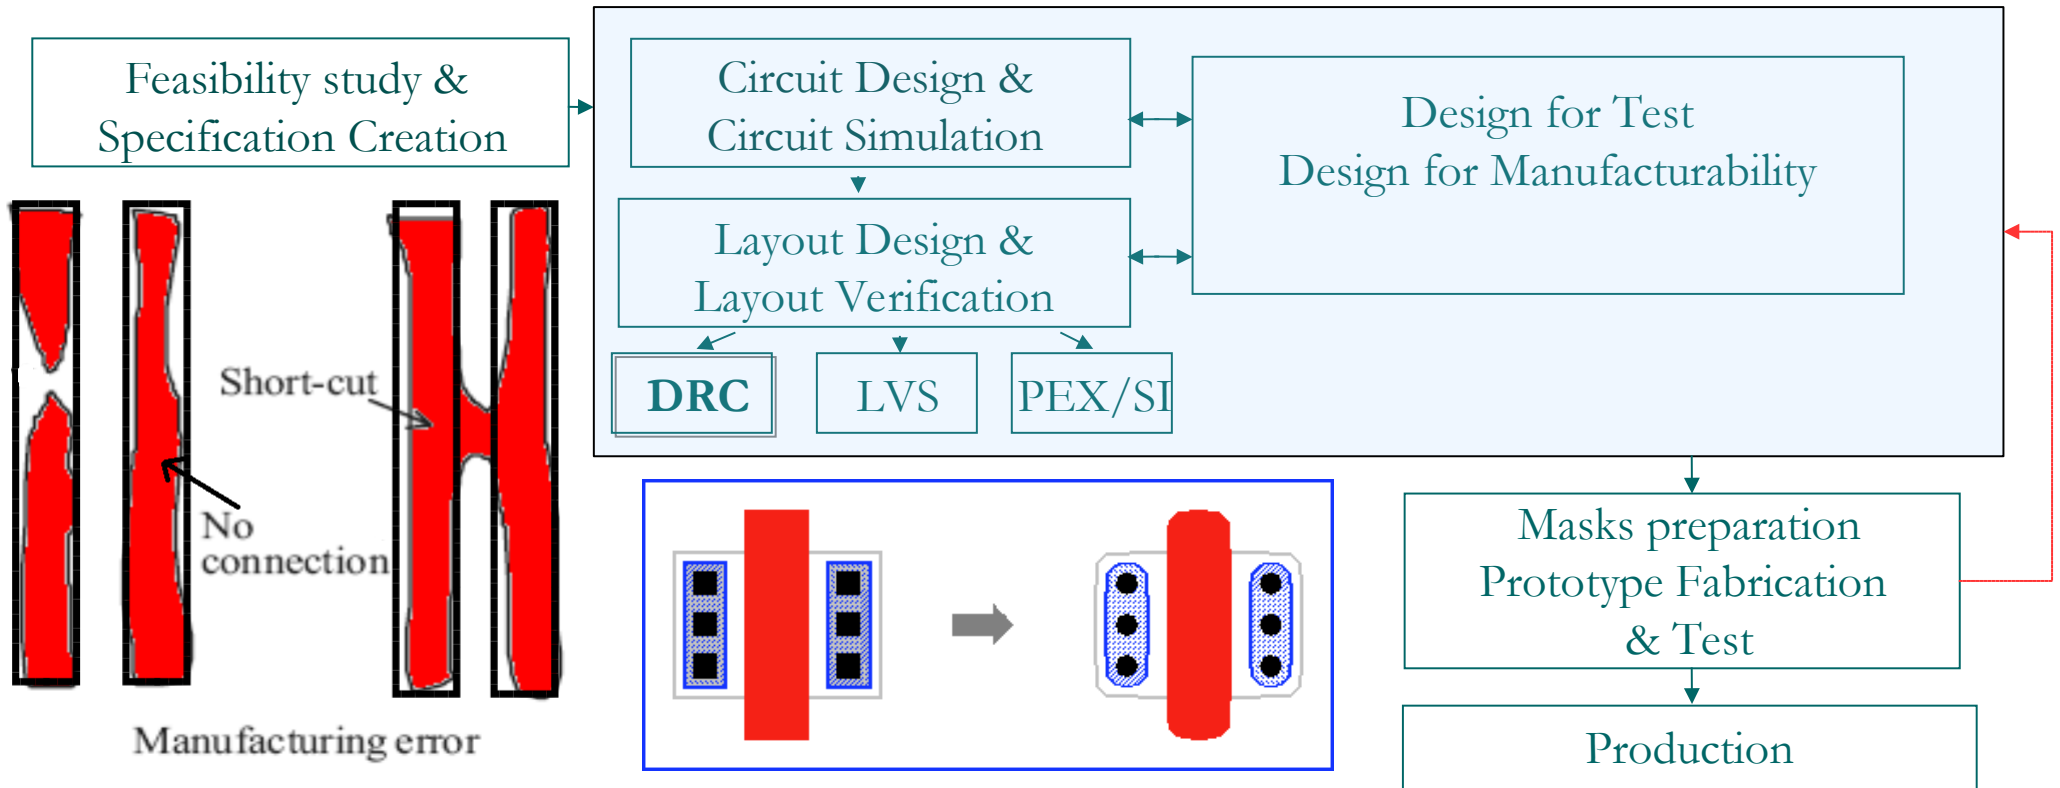 Feasibility study &
Specification Creation
Circuit Design &
Circuit Simulation
Design for Test
Design for Manufacturability
Layout Design &
Layout Verification
DRC
LVS
PEX/SI
Short-cut
No
connection
Manufacturing error
Masks preparation
Prototype Fabrication
& Test
Production